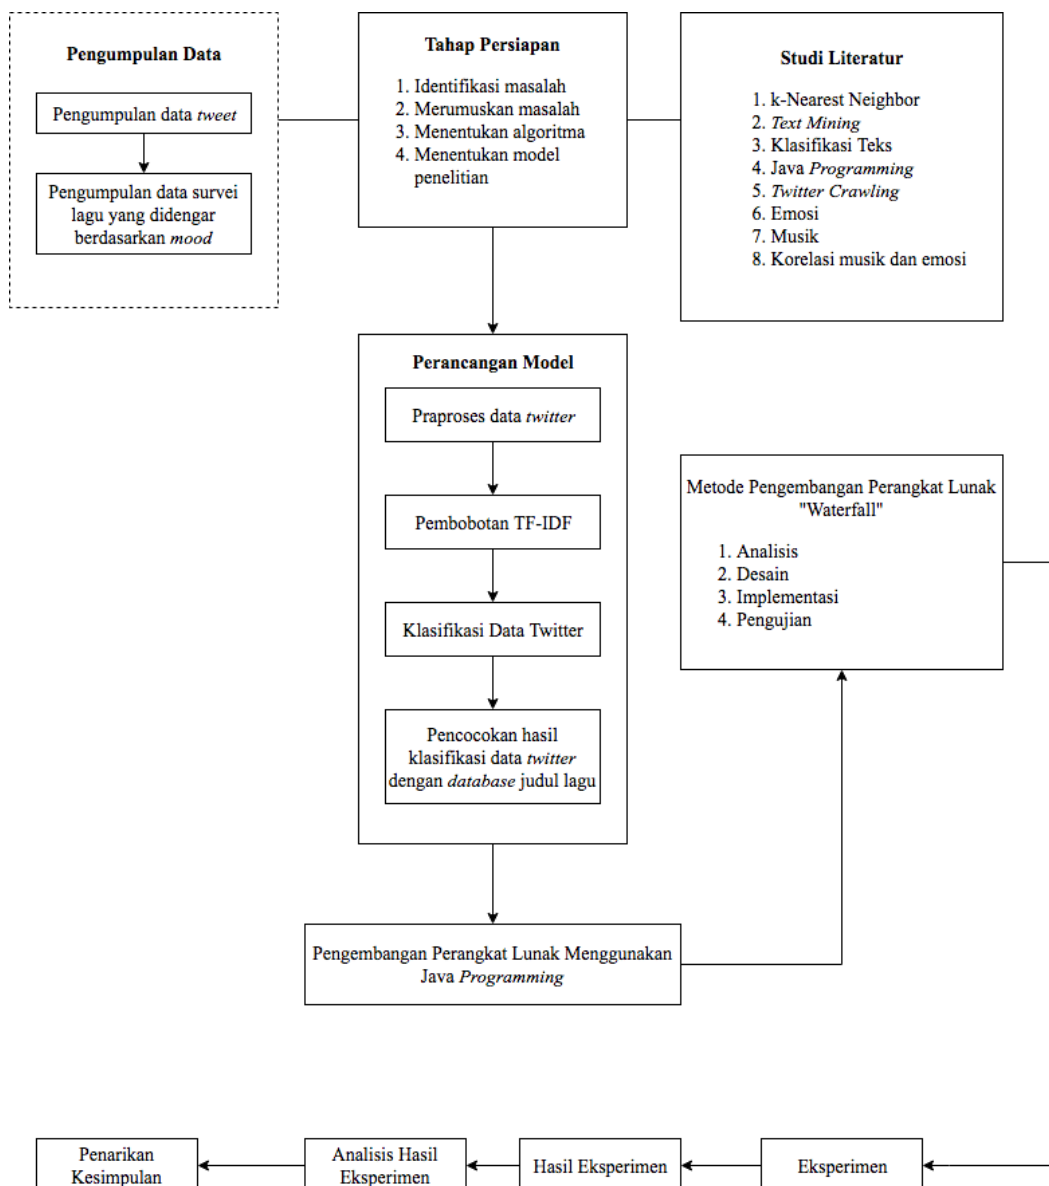 Pengumpulan Data
Pengumpulan data tweet
Pengumpulan data survei
lagu yang didengar
berdasarkan mood
Tahap Persiapan
1. Identifikasi masalah
2. Merumuskan masalah
3. Menentukan algoritma
4. Menentukan model
penelitian
Studi Literatur
1. k-Nearest Neighbor
2. Text Mining
3. Klasifikasi Teks
4. Java Programming
5. Twitter Crawling
6. Emosi
7. Musik
8. Korelasi musik dan emosi
Perancangan Model
Praproses data twitter
Pembobotan TF-IDF
Klasifikasi Data Twitter
Pencocokan hasil
klasifikasi data twitter
dengan database judul lagu
Metode Pengembangan Perangkat Lunak
"Waterfall"
1. Analisis
2. Desain
3. Implementasi
4. Pengujian
Pengembangan Perangkat Lunak Menggunakan
Java Programming
Penarikan
Kesimpulan
Analisis Hasil
Eksperimen
Hasil Eksperimen
Eksperimen